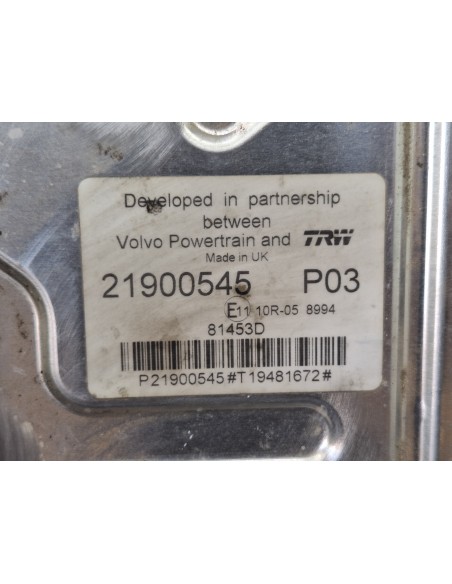 Developed in partnership
between
Volvo Powertrain and TRW
Made in UK
21900545 P03
E11 10R-05 8994
81453D
P21900545#T19481672#